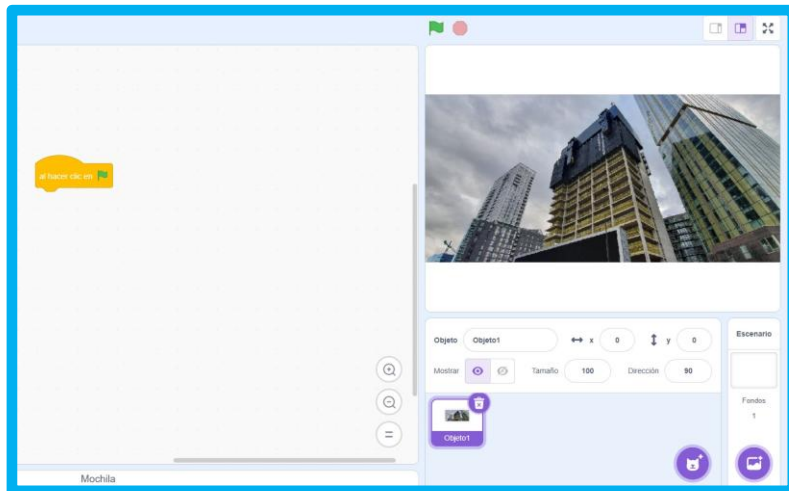 al hacer clic en
Objeto Objeto1 x 0 y 0
Mostrar Tamaño 100 Dirección 90
Objeto1
Escenario
Fondos
1
Mochila